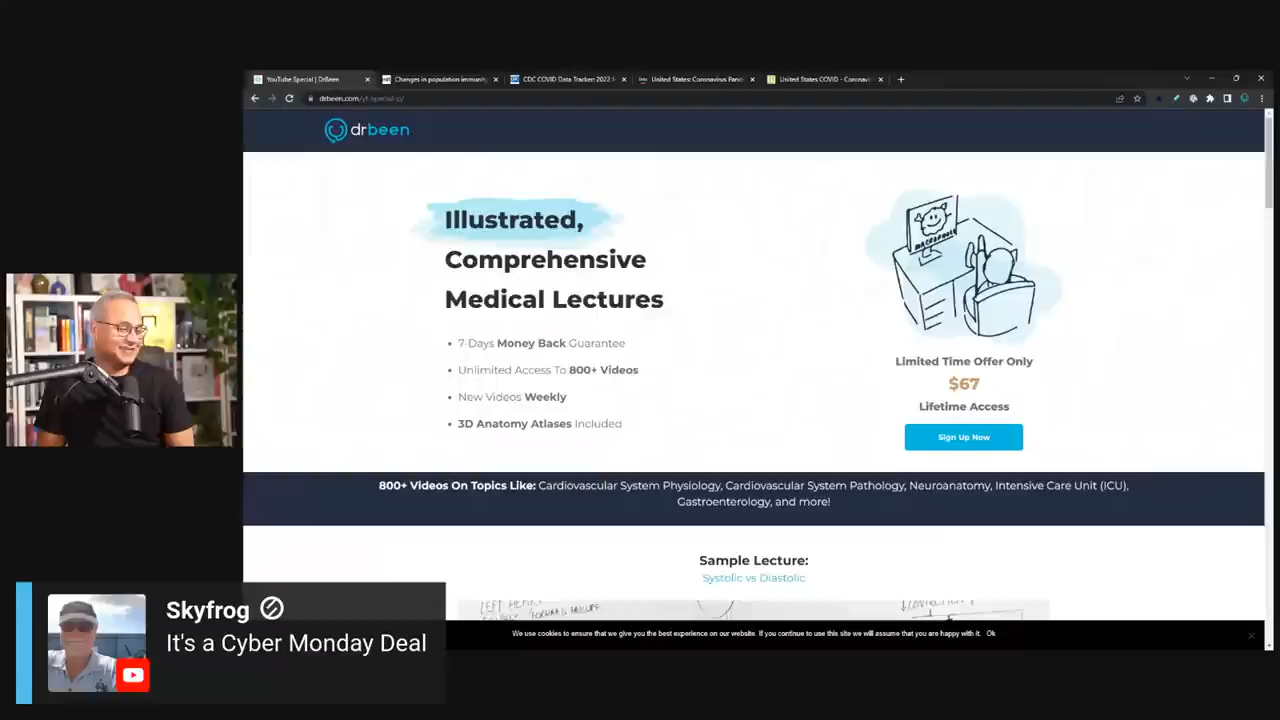 YouTube Special | DrBeen
Changes in population immunity
CDC COVID Data Tracker: 2022
United States: Coronavirus Pan
United States COVID - Coronavi
drbeen.com/yt-special-p/
drbeen
Illustrated,
Comprehensive
Medical Lectures
7-Days Money Back Guarantee
Unlimited Access To 800+ Videos
New Videos Weekly
3D Anatomy Atlases Included
MACROPHAGE
Limited Time Offer Only
$67
Lifetime Access
Sign Up Now
800+ Videos On Topics Like: Cardiovascular System Physiology, Cardiovascular System Pathology, Neuroanatomy, Intensive Care Unit (ICU),
Gastroenterology, and more!
Sample Lecture:
Systolic vs Diastolic
LEFT HEART
FORWARD FAILURE
We use cookies to ensure that we give you the best experience on our website. If you continue to use this site we will assume that you are happy with it. Ok
Skyfrog
It's a Cyber Monday Deal